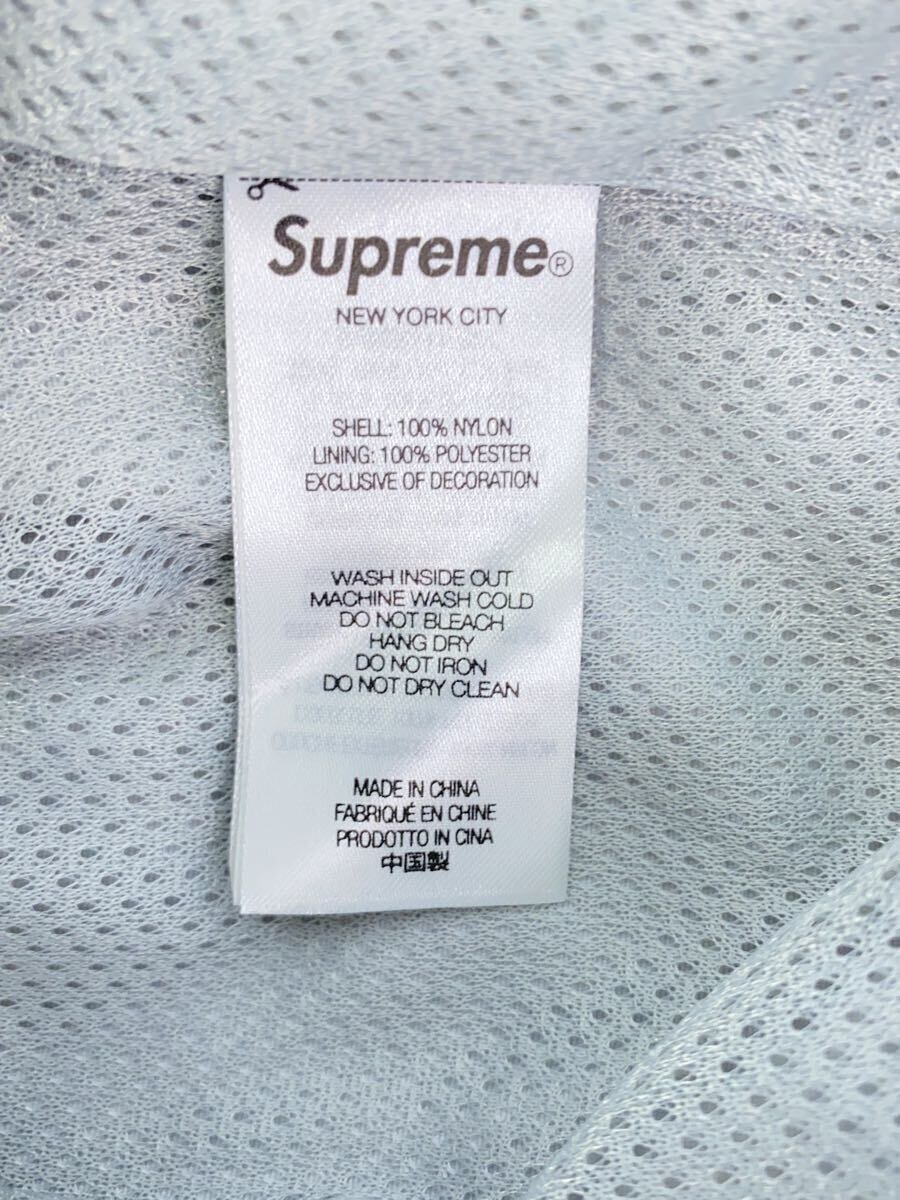 Supreme®
NEW YORK CITY
SHELL: 100% NYLON
LINING: 100% POLYESTER
EXCLUSIVE OF DECORATION
WASH INSIDE OUT
MACHINE WASH COLD
DO NOT BLEACH
HANG DRY
DO NOT IRON
DO NOT DRY CLEAN
MADE IN CHINA
FABRIQUÉ EN CHINE
PRODOTTO IN CINA
中国製